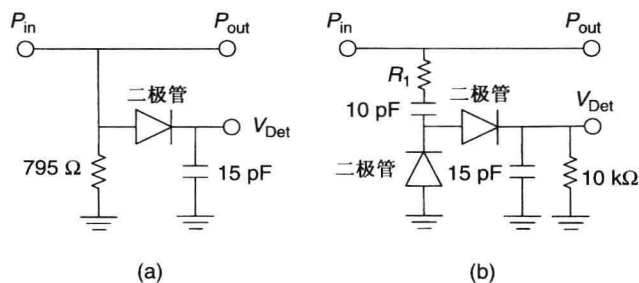 P_in P_out
二极管
V_Det
795 Ω
15 pF
(a)
P_in P_out
R_1
10 pF
二极管
V_Det
二极管
15 pF
10 kΩ
(b)